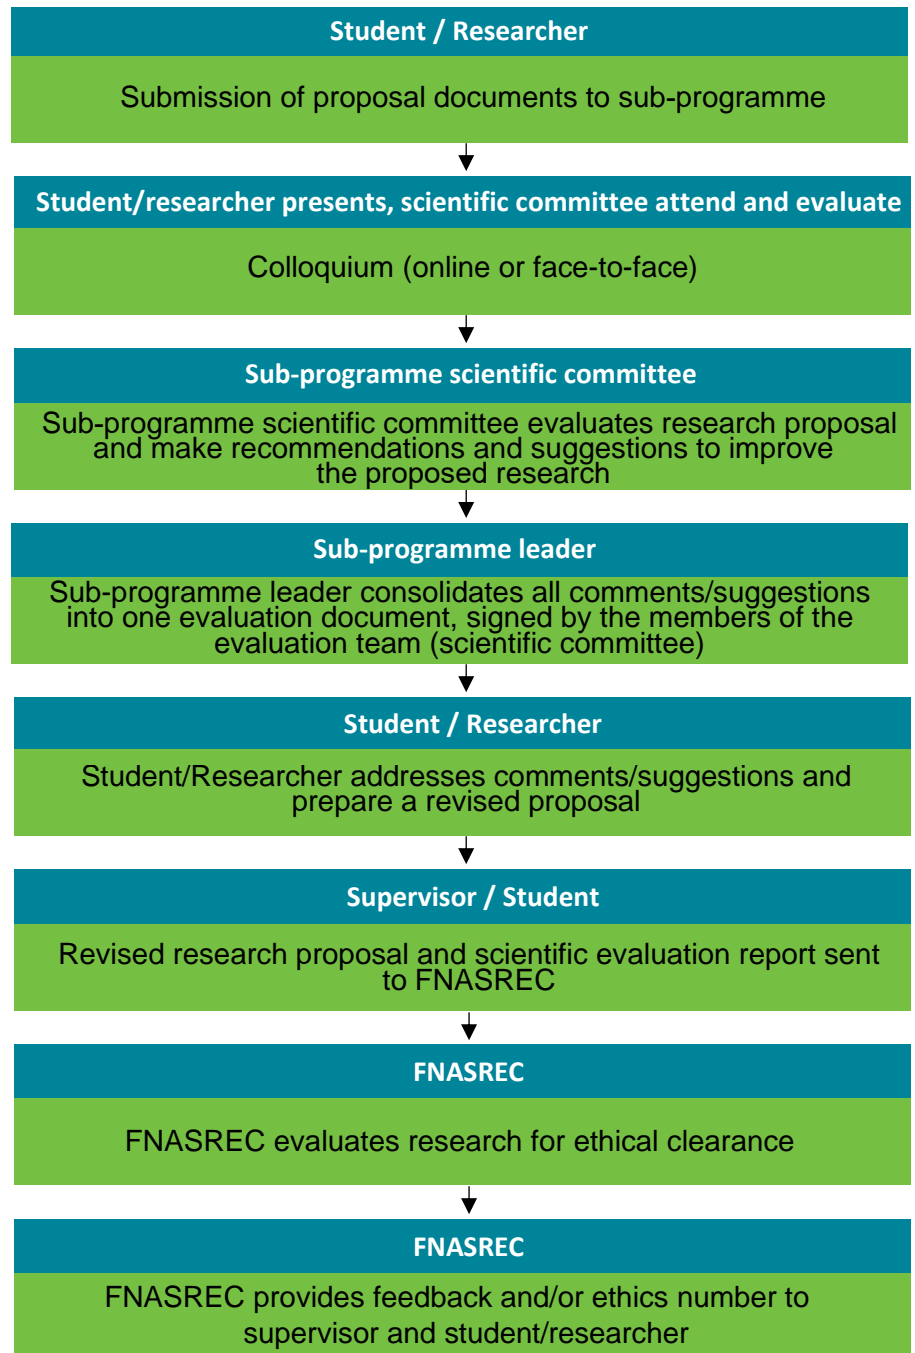 Student / Researcher
Submission of proposal documents to sub-programme
Student/researcher presents, scientific committee attend and evaluate
Colloquium (online or face-to-face)
Sub-programme scientific committee
Sub-programme scientific committee evaluates research proposal
and make recommendations and suggestions to improve
the proposed research
Sub-programme leader
Sub-programme leader consolidates all comments/suggestions
into one evaluation document, signed by the members of the
evaluation team (scientific committee)
Student / Researcher
Student/Researcher addresses comments/suggestions and
prepare a revised proposal
Supervisor / Student
Revised research proposal and scientific evaluation report sent
to FNASREC
FNASREC
FNASREC evaluates research for ethical clearance
FNASREC
FNASREC provides feedback and/or ethics number to
supervisor and student/researcher